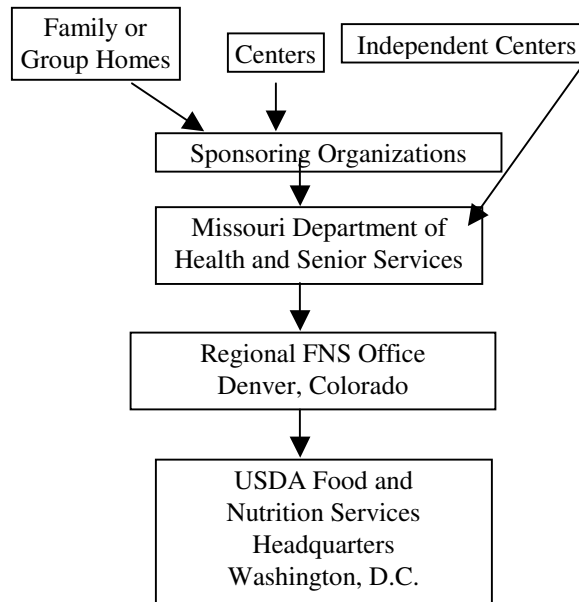 Family or
Group Homes
Centers
Independent Centers
Sponsoring Organizations
Missouri Department of
Health and Senior Services
Regional FNS Office
Denver, Colorado
USDA Food and
Nutrition Services
Headquarters
Washington, D.C.